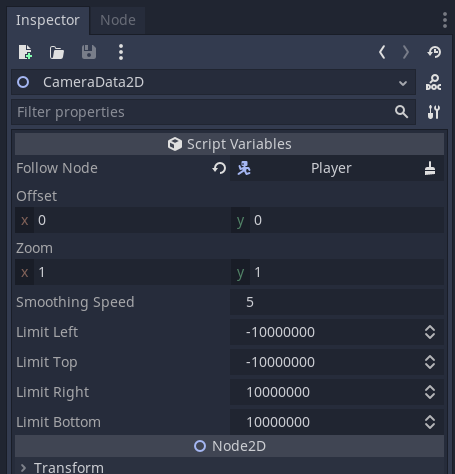 Inspector Node
CameraData2D
DOC
Filter properties
Script Variables
Follow Node Player
Offset
x 0 y 0
Zoom
x 1 y 1
Smoothing Speed 5
Limit Left -10000000
Limit Top -10000000
Limit Right 10000000
Limit Bottom 10000000
Node2D
Transform